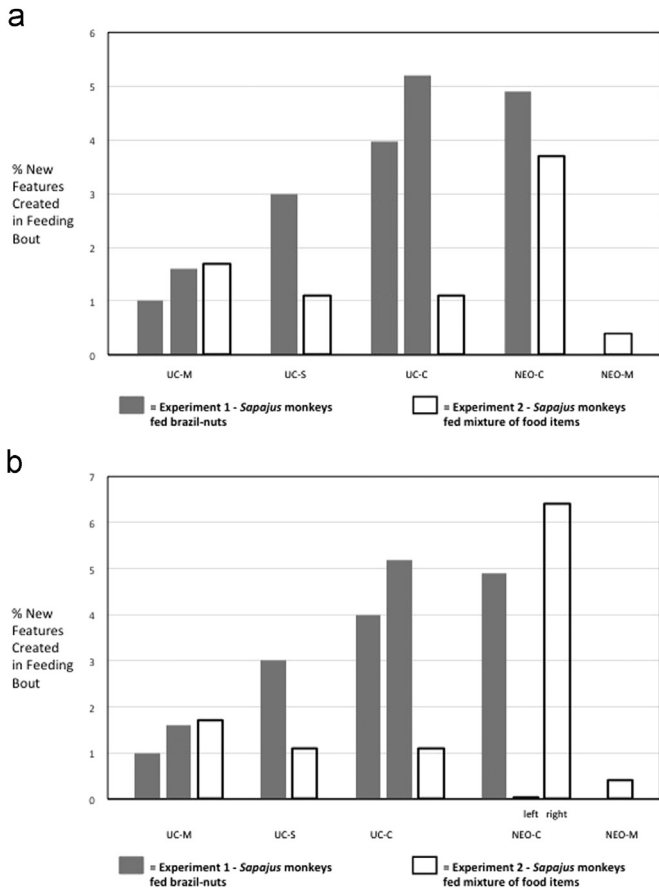 a
6
5
4
3
2
1
0
% New
Features
Created
in Feeding
Bout
UC-M UC-S UC-C NEO-C NEO-M
= Experiment 1 - Sapajus monkeys
fed brazil-nuts
= Experiment 2 - Sapajus monkeys
fed mixture of food items
b
7
6
5
4
3
2
1
0
% New
Features
Created
in Feeding
Bout
left right
UC-M UC-S UC-C NEO-C NEO-M
= Experiment 1 - Sapajus monkeys
fed brazil-nuts
= Experiment 2 - Sapajus monkeys
fed mixture of food items